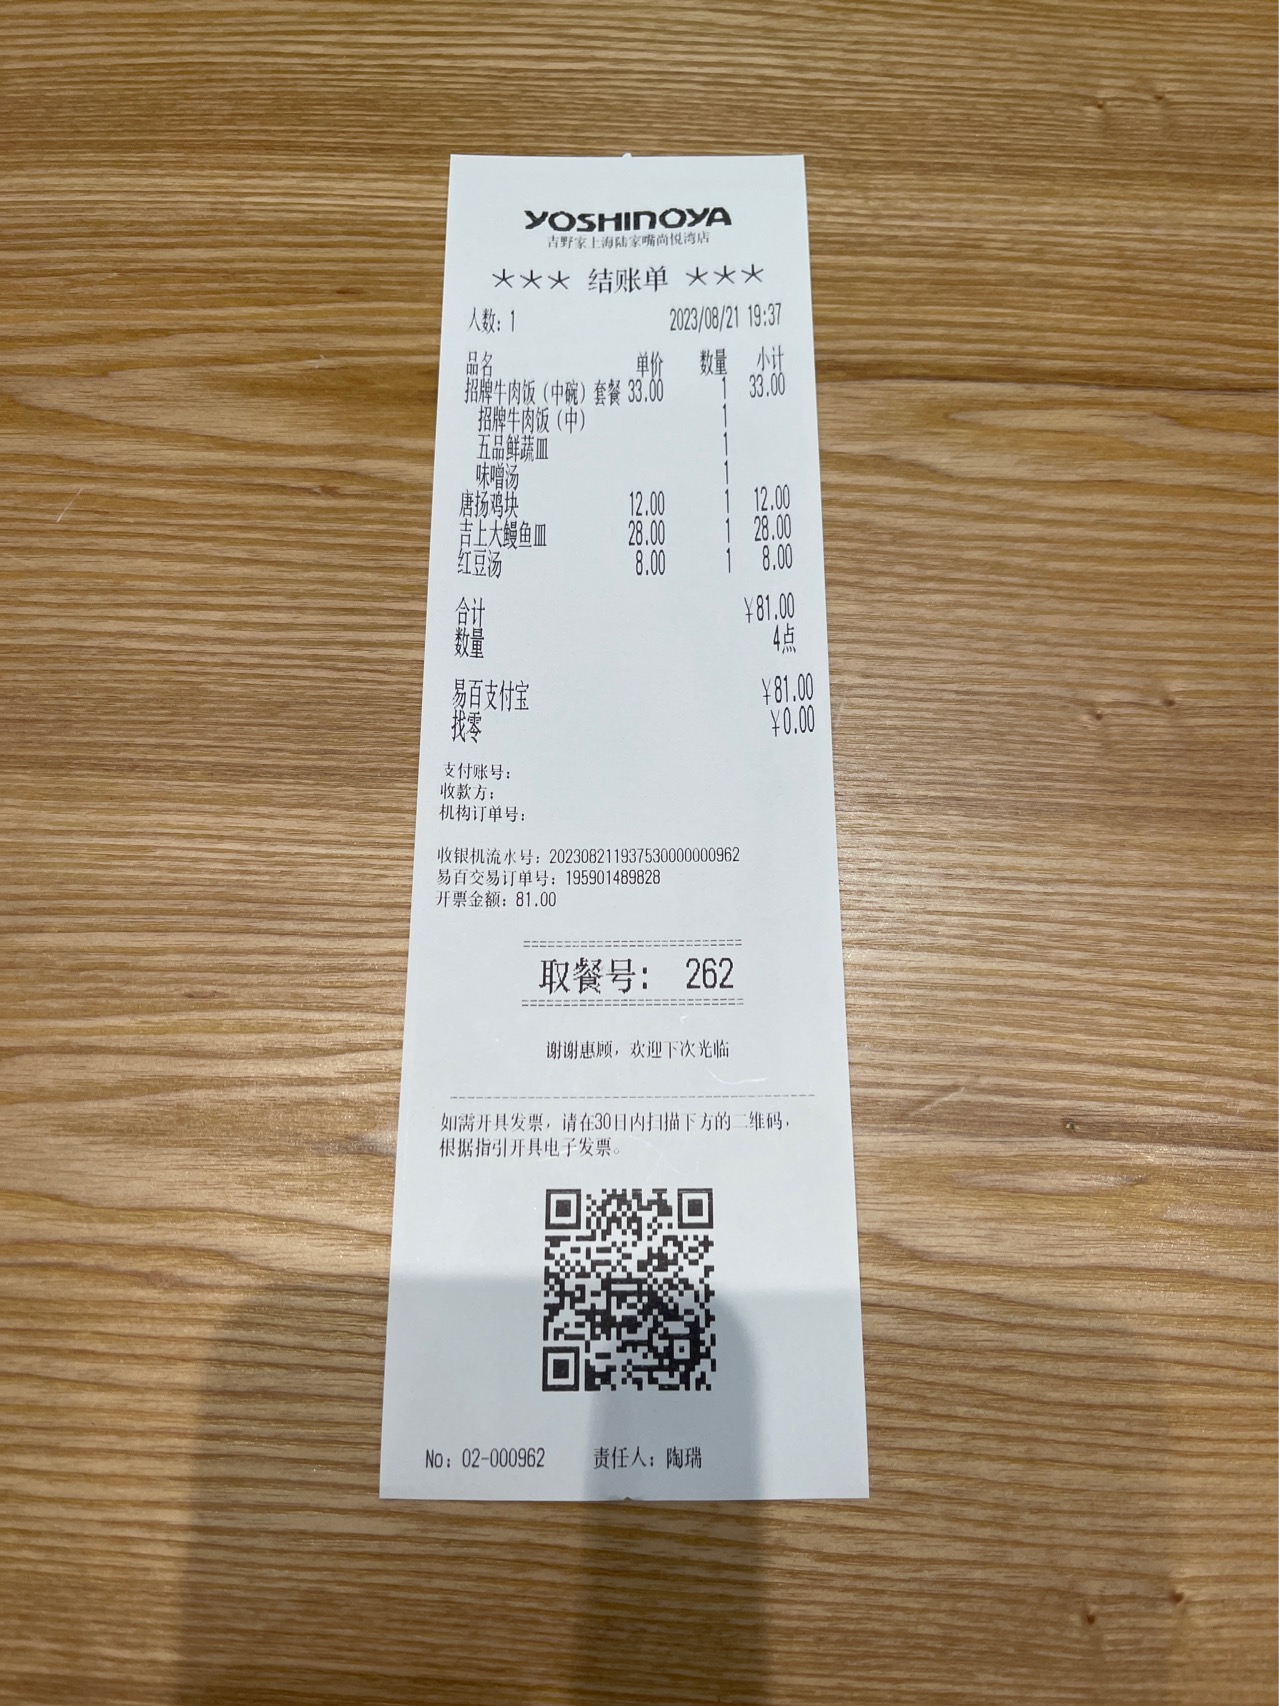 YOSHINOYA
吉野家上海陆家嘴尚悦湾店
*** 结账单 ***
人数: 1 2023/08/21 19:37
品名 单价 数量 小计
招牌牛肉饭（中碗）套餐 33.00 1 33.00
招牌牛肉饭（中） 1
五品鲜蔬皿 1
味噌汤 1
唐扬鸡块 12.00 1 12.00
吉上大鳗鱼皿 28.00 1 28.00
红豆汤 8.00 1 8.00
合计 ¥81.00
数量 4点
易百支付宝 ¥81.00
找零 ¥0.00
支付账号:
收款方:
机构订单号:
收银机流水号: 2023082119375300000000962
易百交易订单号: 195901489828
开票金额: 81.00
取餐号: 262
谢谢惠顾，欢迎下次光临
如需开具发票，请在30日内扫描下方的二维码，
根据指引开具电子发票。
No: 02-000962 责任人: 陶瑞